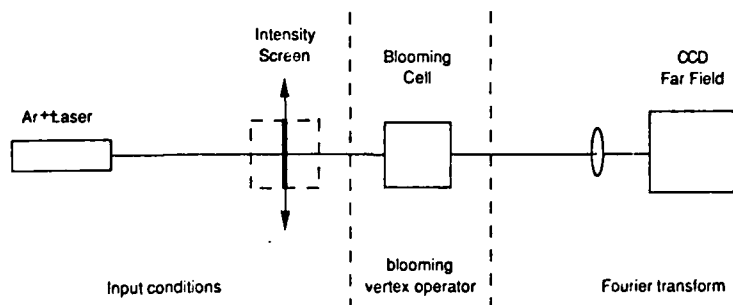 Intensity
Screen
Blooming
Cell
CCD
Far Field
Ar+Laser
Input conditions
blooming
vertex operator
Fourier transform